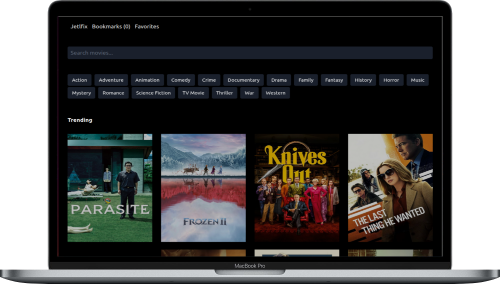 Jetflix Bookmarks (0) Favorites
Search movies...
Action Adventure Animation Comedy Crime Documentary Drama Family Fantasy History Horror Music
Mystery Romance Science Fiction TV Movie Thriller War Western
Trending
PARASITE
FROZEN II
Knives
Out
THE LAST
THING HE WANTED
MacBook Pro